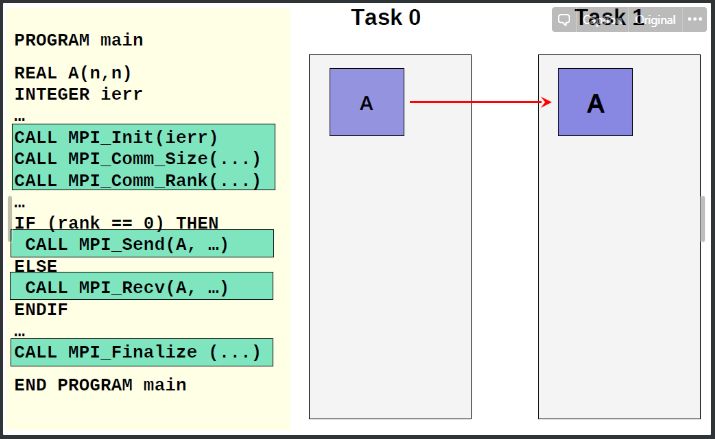 Task 0
Task 1
Original
PROGRAM main
REAL A(n,n)
INTEGER ierr
…
CALL MPI_Init(ierr)
CALL MPI_Comm_Size(...)
CALL MPI_Comm_Rank(...)
…
IF (rank == 0) THEN
CALL MPI_Send(A, …)
ELSE
CALL MPI_Recv(A, …)
ENDIF
…
CALL MPI_Finalize (...)
END PROGRAM main
A
A